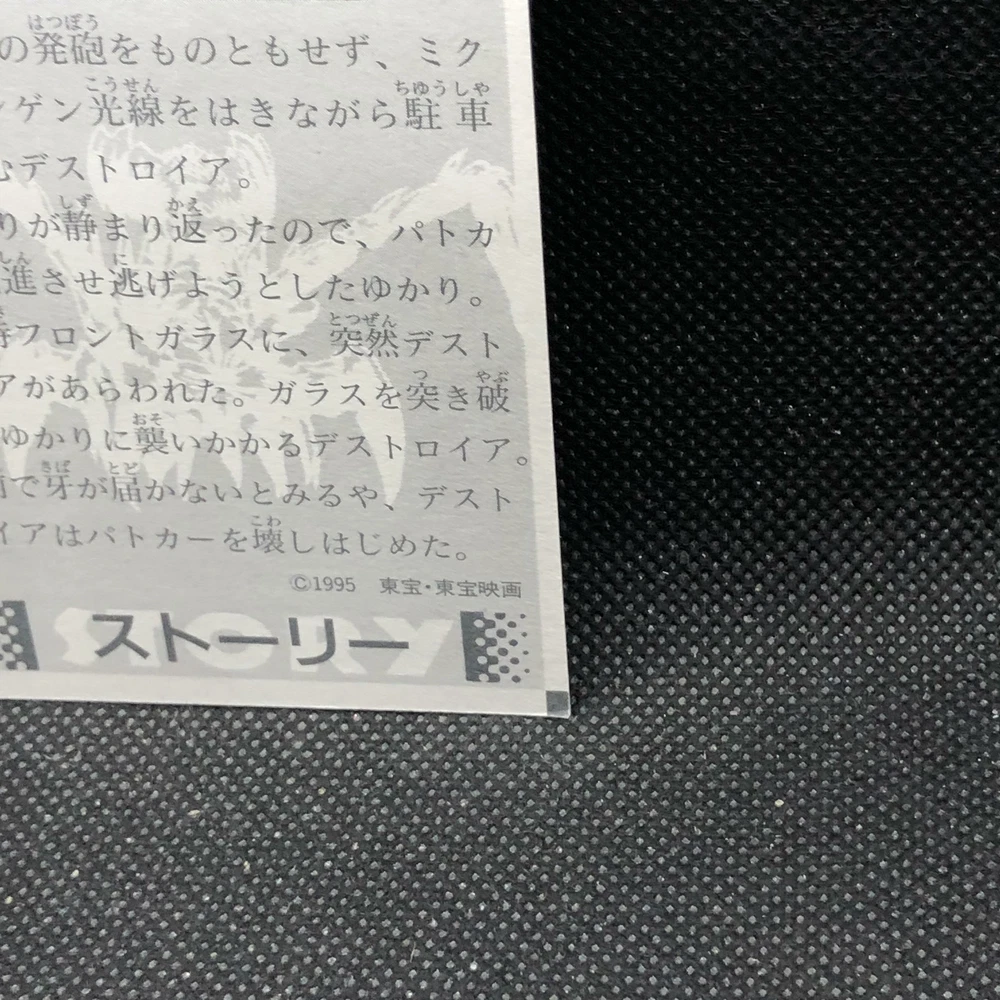 の発砲をものともせず、ミク
ゲン光線をはきながら駐車
むデストロイア。
りが静まり返ったので、パトカ
進させ逃げようとしたゆかり。
フロントガラスに、突然デスト
アがあらわれた。ガラスを突き破
ゆかりに襲いかかるデストロイア。
で牙が届かないとみるや、デスト
イアはパトカーを壊しはじめた。
©1995 東宝・東宝映画
ストーリー